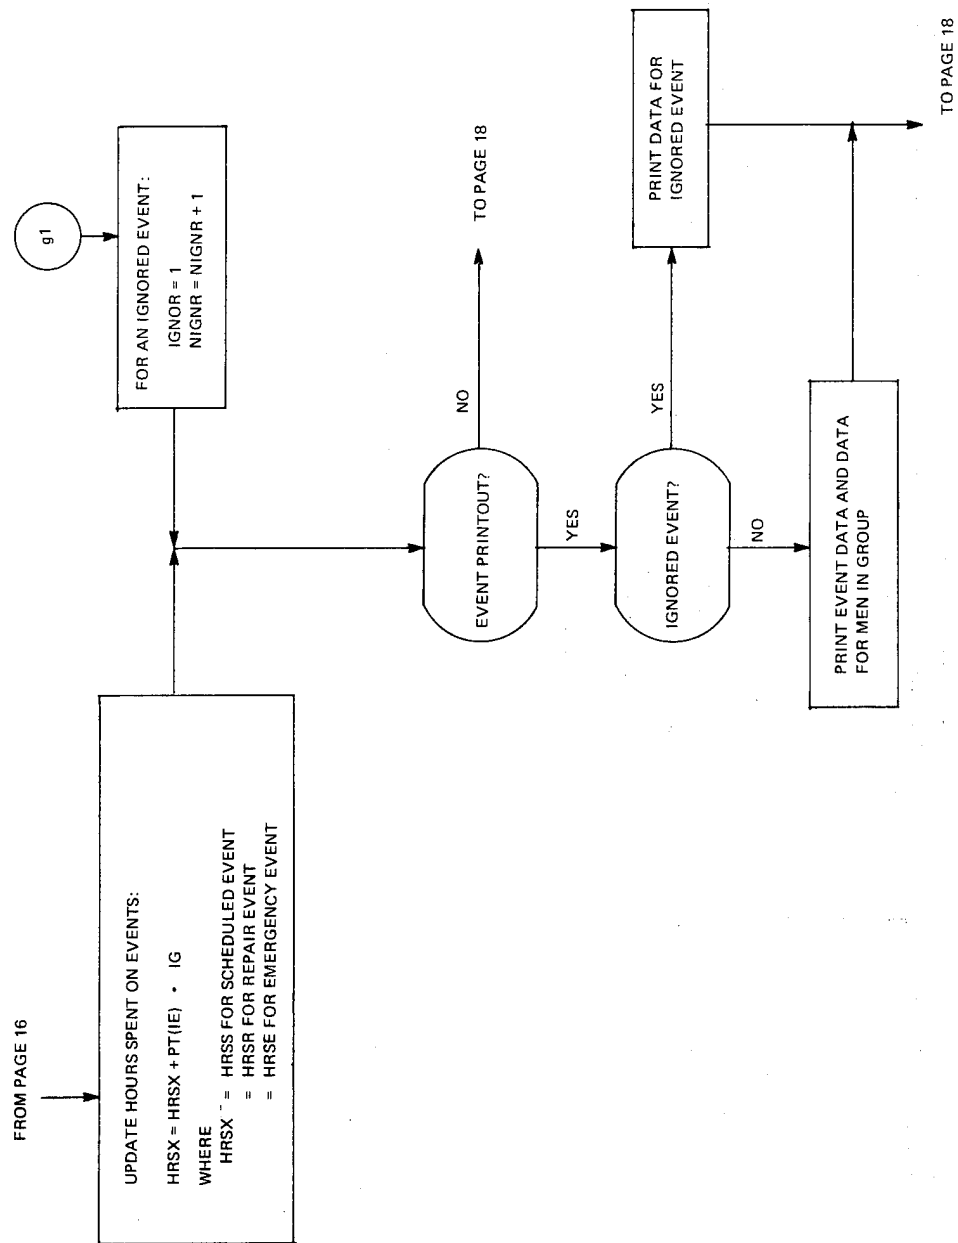 FROM PAGE 16
UPDATE HOURS SPENT ON EVENTS:
HRSX = HRSX + PT(IE) • IG
WHERE
HRSX = HRSS FOR SCHEDULED EVENT
= HRSR FOR REPAIR EVENT
= HRSE FOR EMERGENCY EVENT
g1
FOR AN IGNORED EVENT:
IGNOR = 1
NIGNR = NIGNR + 1
EVENT PRINTOUT?
NO
TO PAGE 18
YES
IGNORED EVENT?
YES
PRINT DATA FOR
IGNORED EVENT
NO
PRINT EVENT DATA AND DATA
FOR MEN IN GROUP
TO PAGE 18